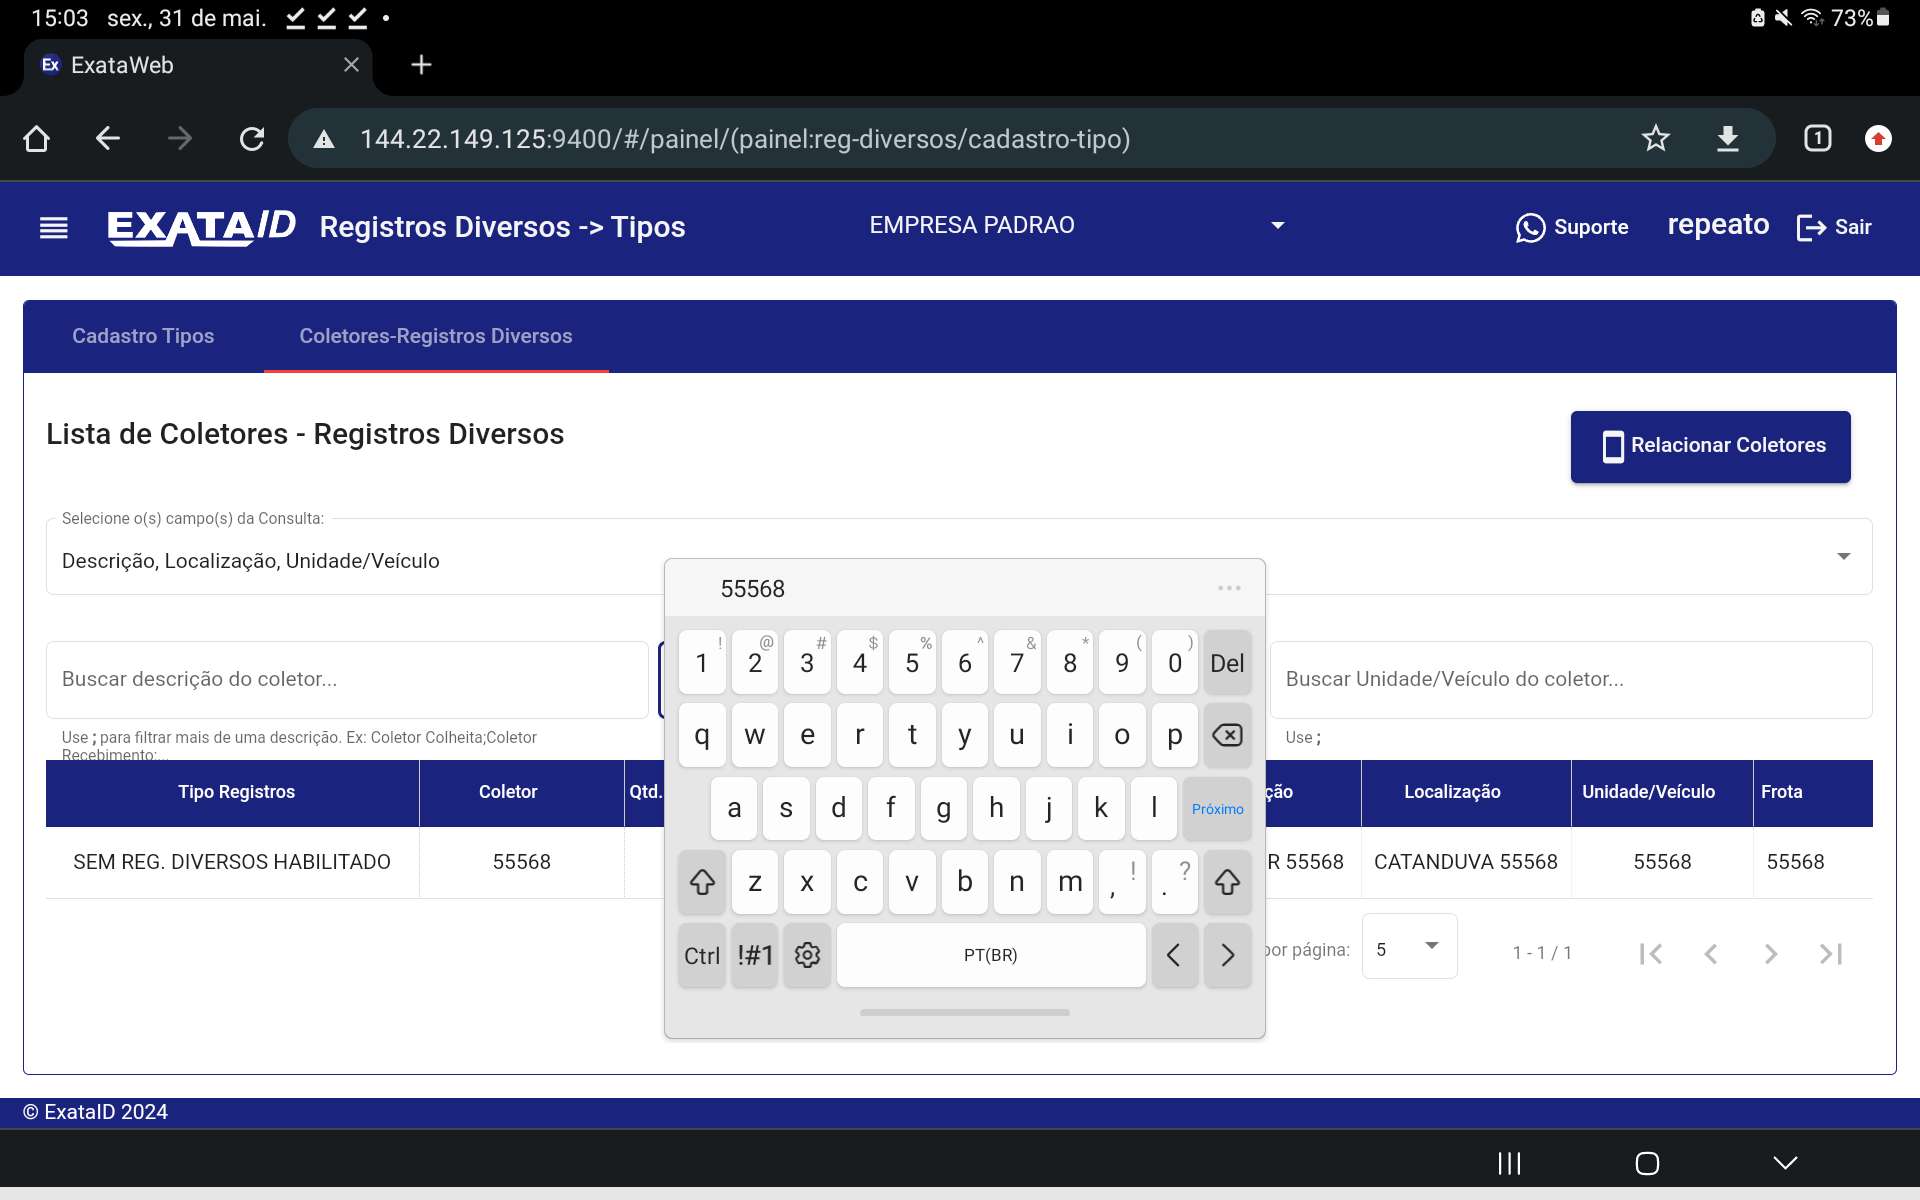 15:03 sex., 31 de mai.
73%
Ex ExataWeb
144.22.149.125:9400/#/painel/(painel:reg-diversos/cadastro-tipo)
1
EXATAID Registros Diversos -> Tipos EMPRESA PADRAO Suporte repeato Sair
Cadastro Tipos Coletores-Registros Diversos
Lista de Coletores - Registros Diversos
Relacionar Coletores
Selecione o(s) campo(s) da Consulta:
Descrição, Localização, Unidade/Veículo
55568 ...
! @ # $ % ^ & * ( )
1 2 3 4 5 6 7 8 9 0 Del
Buscar descrição do coletor...
Buscar Unidade/Veículo do coletor...
q w e r t y u i o p
Use ; para filtrar mais de uma descrição. Ex: Coletor Colheita;Coletor
Recebimento;...
Use ;
Tipo Registros Coletor Qtd. ção Localização Unidade/Veículo Frota
a s d f g h j k l Próximo
SEM REG. DIVERSOS HABILITADO 55568 R 55568 CATANDUVA 55568 55568 55568
z x c v b n m , ! . ?
Ctrl !#1 PT(BR) < >
por página: 5 1 - 1 / 1
© ExataID 2024